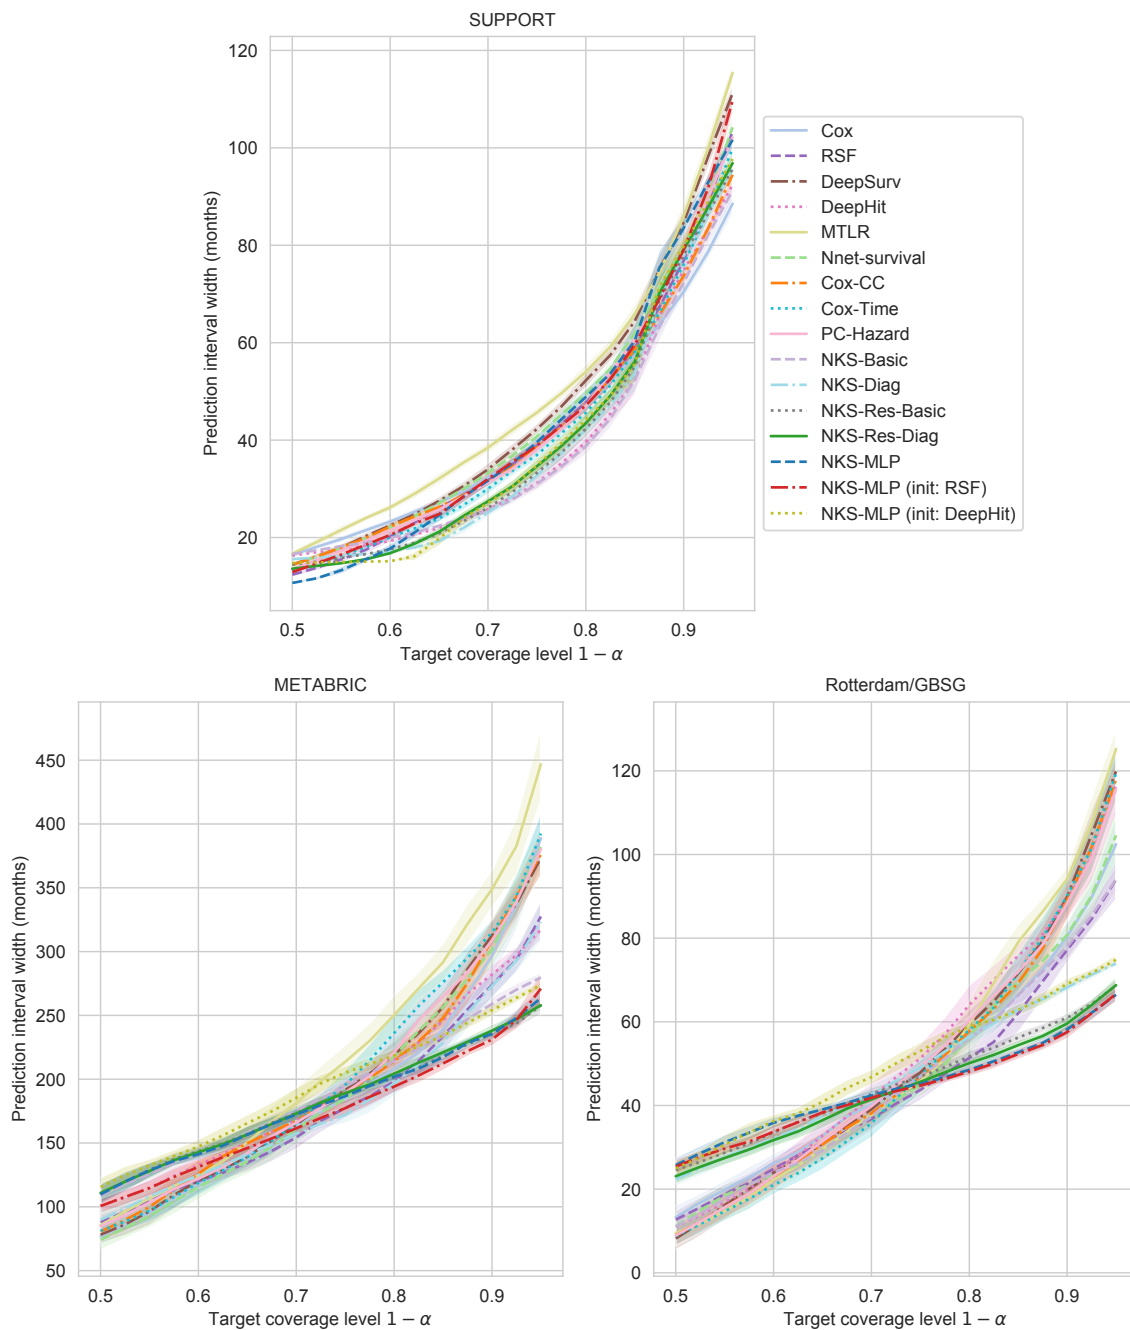 SUPPORT
120
100
80
60
40
20
Prediction interval width (months)
0.5 0.6 0.7 0.8 0.9
Target coverage level 1 − α
Cox
RSF
DeepSurv
DeepHit
MTLR
Nnet-survival
Cox-CC
Cox-Time
PC-Hazard
NKS-Basic
NKS-Diag
NKS-Res-Basic
NKS-Res-Diag
NKS-MLP
NKS-MLP (init: RSF)
NKS-MLP (init: DeepHit)
METABRIC
450
400
350
300
250
200
150
100
50
Prediction interval width (months)
0.5 0.6 0.7 0.8 0.9
Target coverage level 1 − α
Rotterdam/GBSG
120
100
80
60
40
20
0
Prediction interval width (months)
0.5 0.6 0.7 0.8 0.9
Target coverage level 1 − α